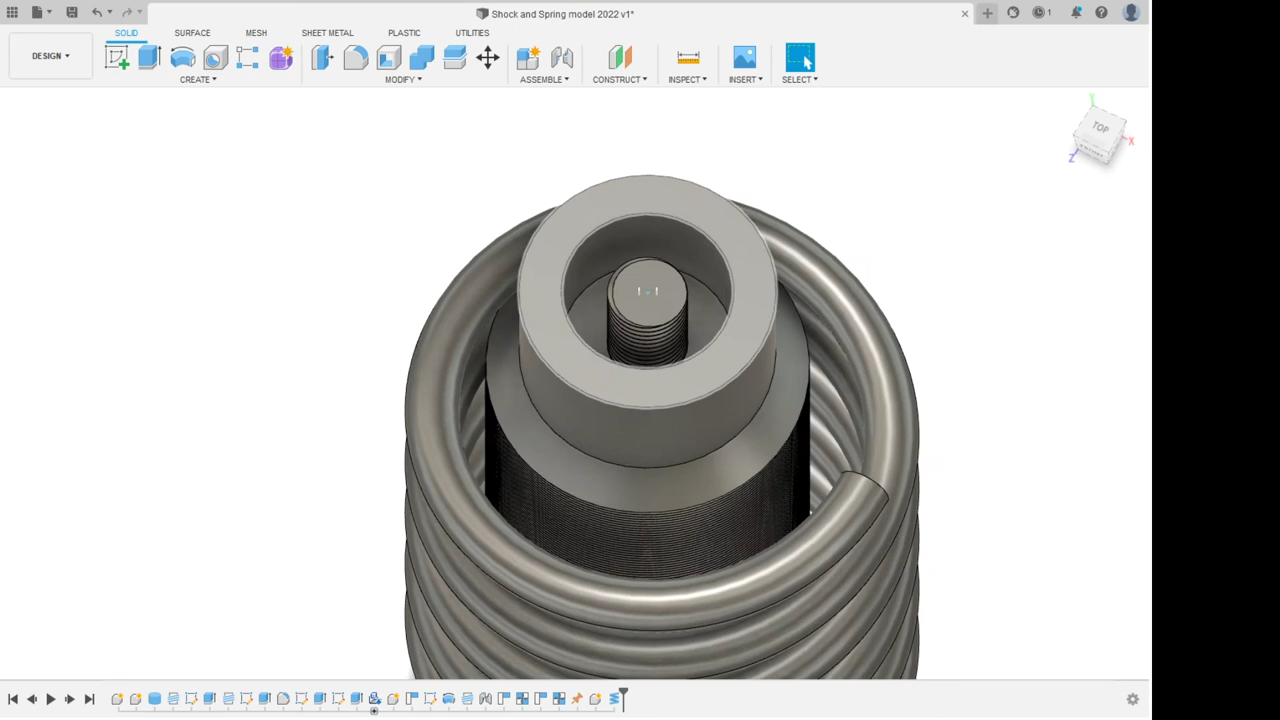 Shock and Spring model 2022 v1*
1
SOLID
SURFACE
MESH
SHEET METAL
PLASTIC
UTILITIES
DESIGN
CREATE
MODIFY
ASSEMBLE
CONSTRUCT
INSPECT
INSERT
SELECT
Y
TOP
X
Z